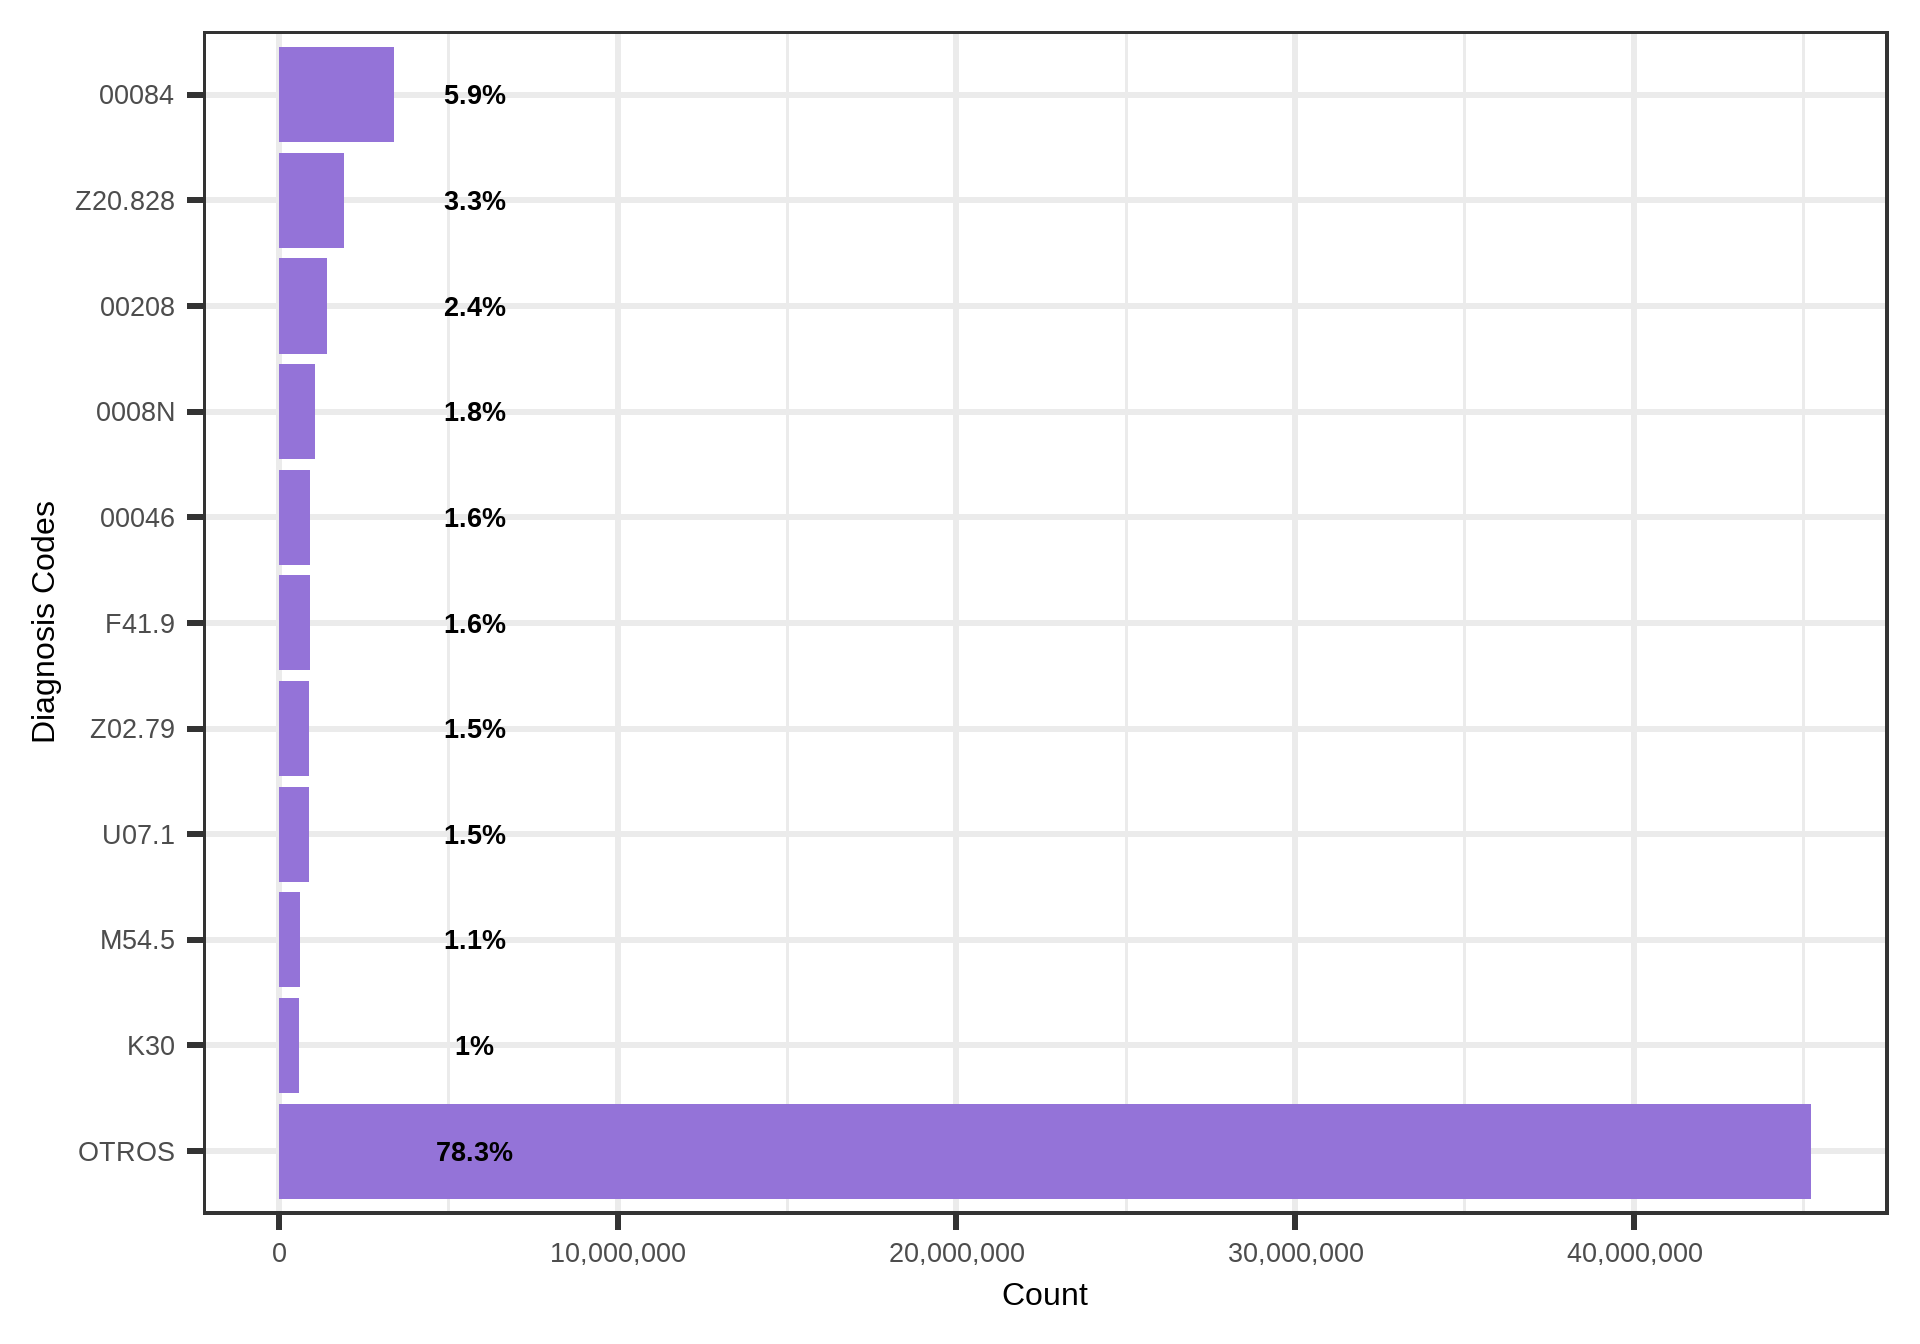 Diagnosis Codes
00084 5.9%
Z20.828 3.3%
00208 2.4%
0008N 1.8%
00046 1.6%
F41.9 1.6%
Z02.79 1.5%
U07.1 1.5%
M54.5 1.1%
K30 1%
OTROS 78.3%
0 10,000,000 20,000,000 30,000,000 40,000,000
Count